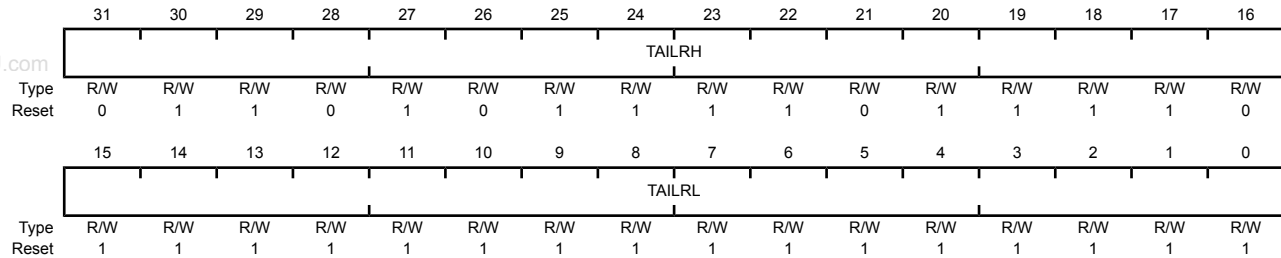 31 30 29 28 27 26 25 24 23 22 21 20 19 18 17 16
TAILRH
.com
Type R/W R/W R/W R/W R/W R/W R/W R/W R/W R/W R/W R/W R/W R/W R/W R/W
Reset 0 1 1 0 1 0 1 1 1 1 0 1 1 1 1 0
15 14 13 12 11 10 9 8 7 6 5 4 3 2 1 0
TAILRL
Type R/W R/W R/W R/W R/W R/W R/W R/W R/W R/W R/W R/W R/W R/W R/W R/W
Reset 1 1 1 1 1 1 1 1 1 1 1 1 1 1 1 1